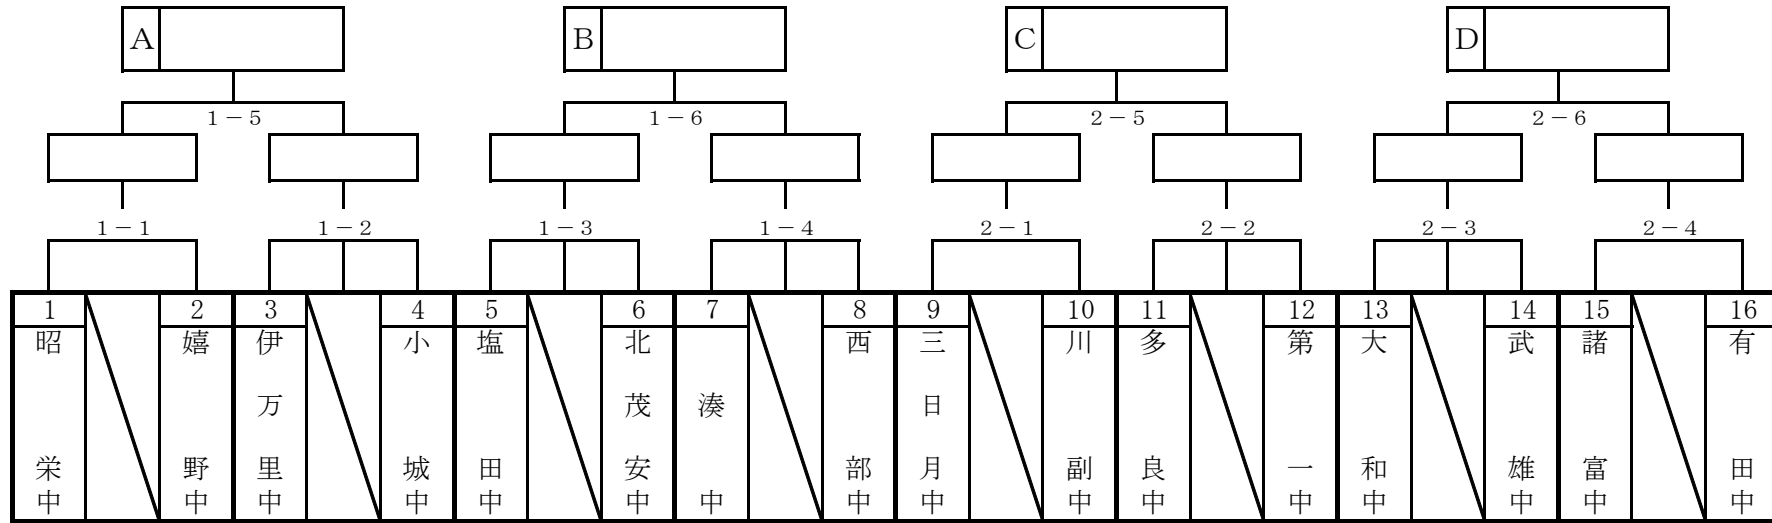 A B C D
1－5 1－6 2－5 2－6
1－1 1－2 1－3 1－4 2－1 2－2 2－3 2－4
1 2 3 4 5 6 7 8 9 10 11 12 13 14 15 16
昭栄中
嬉野中
伊万里中
小城中
塩田中
北茂安中
湊中
西部中
三日月中
川副中
多良中
第一中
大和中
武雄中
諸富中
有田中